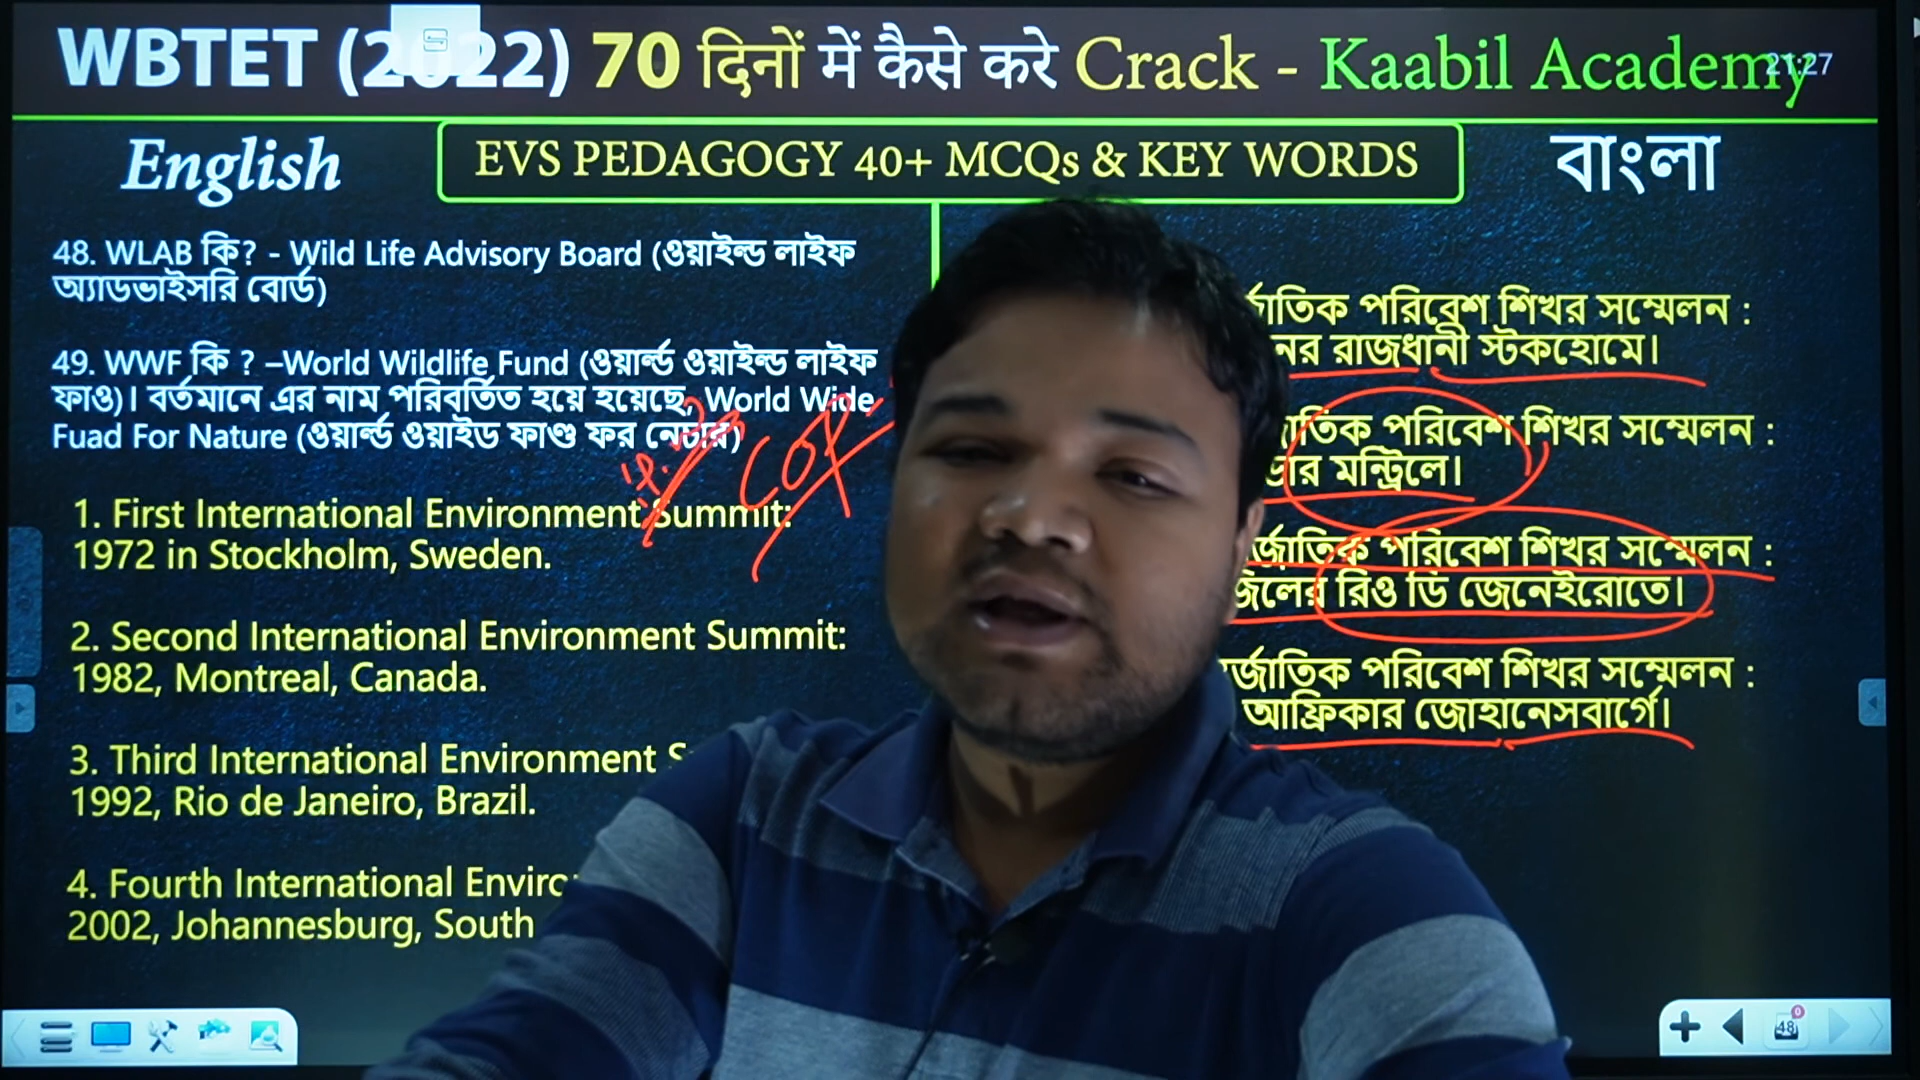 WBTET (2022) 70 दिनों में कैसे करे Crack - Kaabil Academy
21:27
English
EVS PEDAGOGY 40+ MCQs & KEY WORDS
বাংলা
48. WLAB কি? - Wild Life Advisory Board (ওয়াইল্ড লাইফ
অ্যাডভাইসরি বোর্ড)
49. WWF কি ? –World Wildlife Fund (ওয়ার্ল্ড ওয়াইল্ড লাইফ
ফাণ্ড)। বর্তমানে এর নাম পরিবর্তিত হয়ে হয়েছে, World Wide
Fuad For Nature (ওয়ার্ল্ড ওয়াইড ফাণ্ড ফর নেচার)
COP
1. First International Environment Summit:
1972 in Stockholm, Sweden.
2. Second International Environment Summit:
1982, Montreal, Canada.
3. Third International Environment S
1992, Rio de Janeiro, Brazil.
4. Fourth International Enviro
2002, Johannesburg, South
র্জাতিক পরিবেশ শিখর সম্মেলন :
নের রাজধানী স্টকহোমে।
র্জাতিক পরিবেশ শিখর সম্মেলন :
ডার মন্ট্রিলে।
র্জাতিক পরিবেশ শিখর সম্মেলন :
জিলের রিও ডি জেনেইরোতে।
র্জাতিক পরিবেশ শিখর সম্মেলন :
আফ্রিকার জোহানেসবার্গে।
48
0